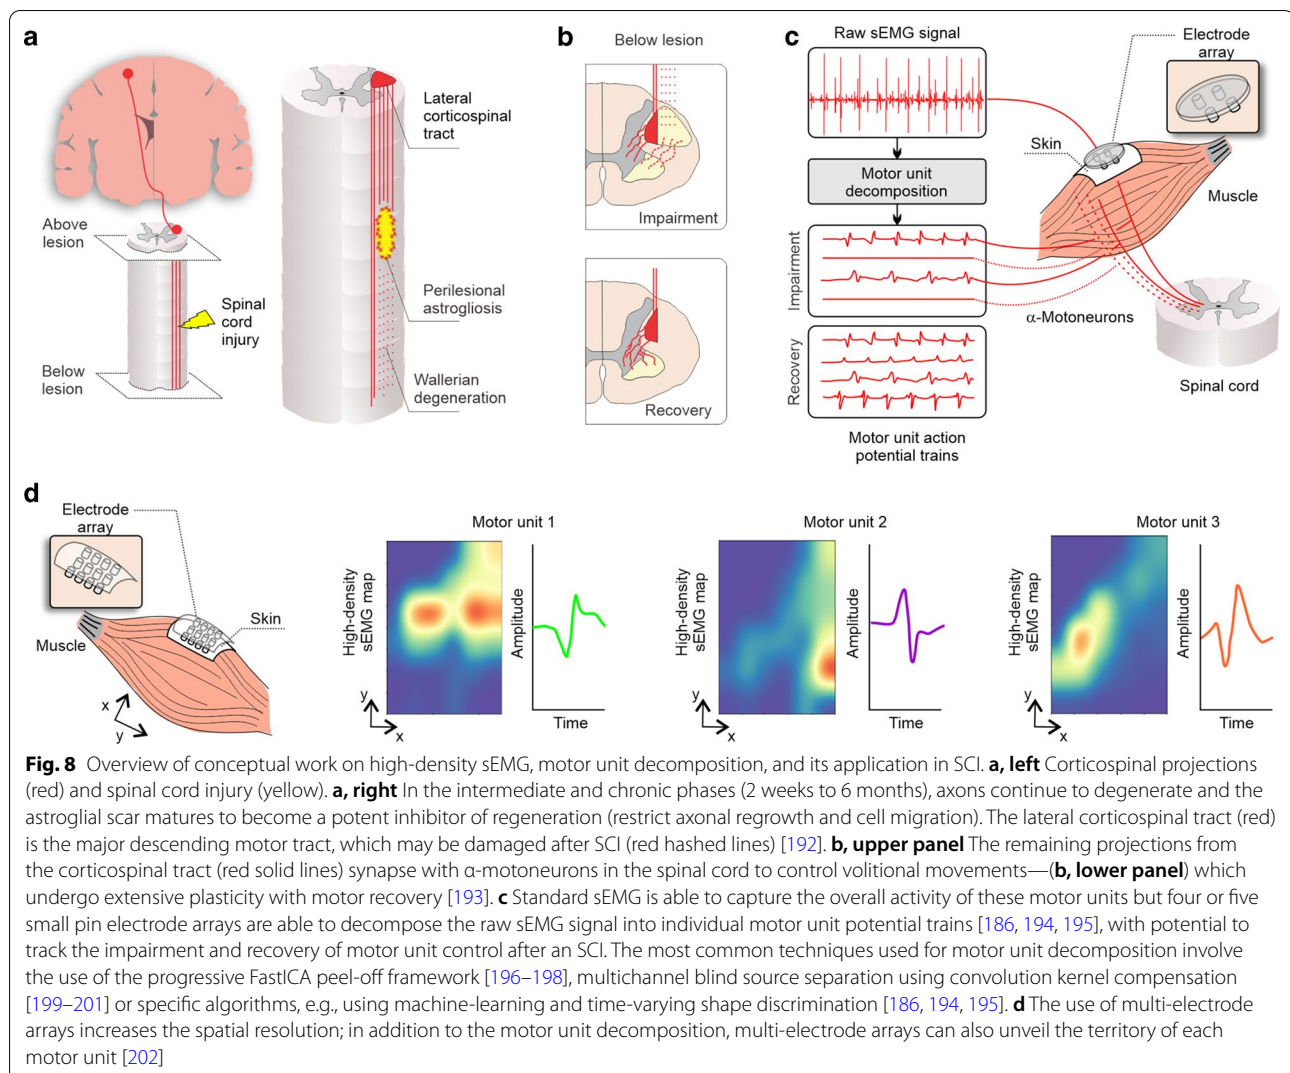 a
Above
lesion
Below
lesion
Spinal
cord
injury
Lateral
corticospinal
tract
Perilesional
astrogliosis
Wallerian
degeneration
b
Below lesion
Impairment
Recovery
c
Raw sEMG signal
Motor unit
decomposition
Impairment
Recovery
Motor unit action
potential trains
Electrode
array
Skin
Muscle
α-Motoneurons
Spinal cord
d
Electrode
array
Skin
Muscle
x
y
Motor unit 1
High-density
sEMG map
y
x
Amplitude
Time
Motor unit 2
High-density
sEMG map
y
x
Amplitude
Time
Motor unit 3
High-density
sEMG map
y
x
Amplitude
Time
Fig. 8 Overview of conceptual work on high-density sEMG, motor unit decomposition, and its application in SCI. a, left Corticospinal projections
(red) and spinal cord injury (yellow). a, right In the intermediate and chronic phases (2 weeks to 6 months), axons continue to degenerate and the
astroglial scar matures to become a potent inhibitor of regeneration (restrict axonal regrowth and cell migration). The lateral corticospinal tract (red)
is the major descending motor tract, which may be damaged after SCI (red hashed lines) [192]. b, upper panel The remaining projections from
the corticospinal tract (red solid lines) synapse with α-motoneurons in the spinal cord to control volitional movements—(b, lower panel) which
undergo extensive plasticity with motor recovery [193]. c Standard sEMG is able to capture the overall activity of these motor units but four or five
small pin electrode arrays are able to decompose the raw sEMG signal into individual motor unit potential trains [186, 194, 195], with potential to
track the impairment and recovery of motor unit control after an SCI. The most common techniques used for motor unit decomposition involve
the use of the progressive FastICA peel-off framework [196–198], multichannel blind source separation using convolution kernel compensation
[199–201] or specific algorithms, e.g., using machine-learning and time-varying shape discrimination [186, 194, 195]. d The use of multi-electrode
arrays increases the spatial resolution; in addition to the motor unit decomposition, multi-electrode arrays can also unveil the territory of each
motor unit [202]